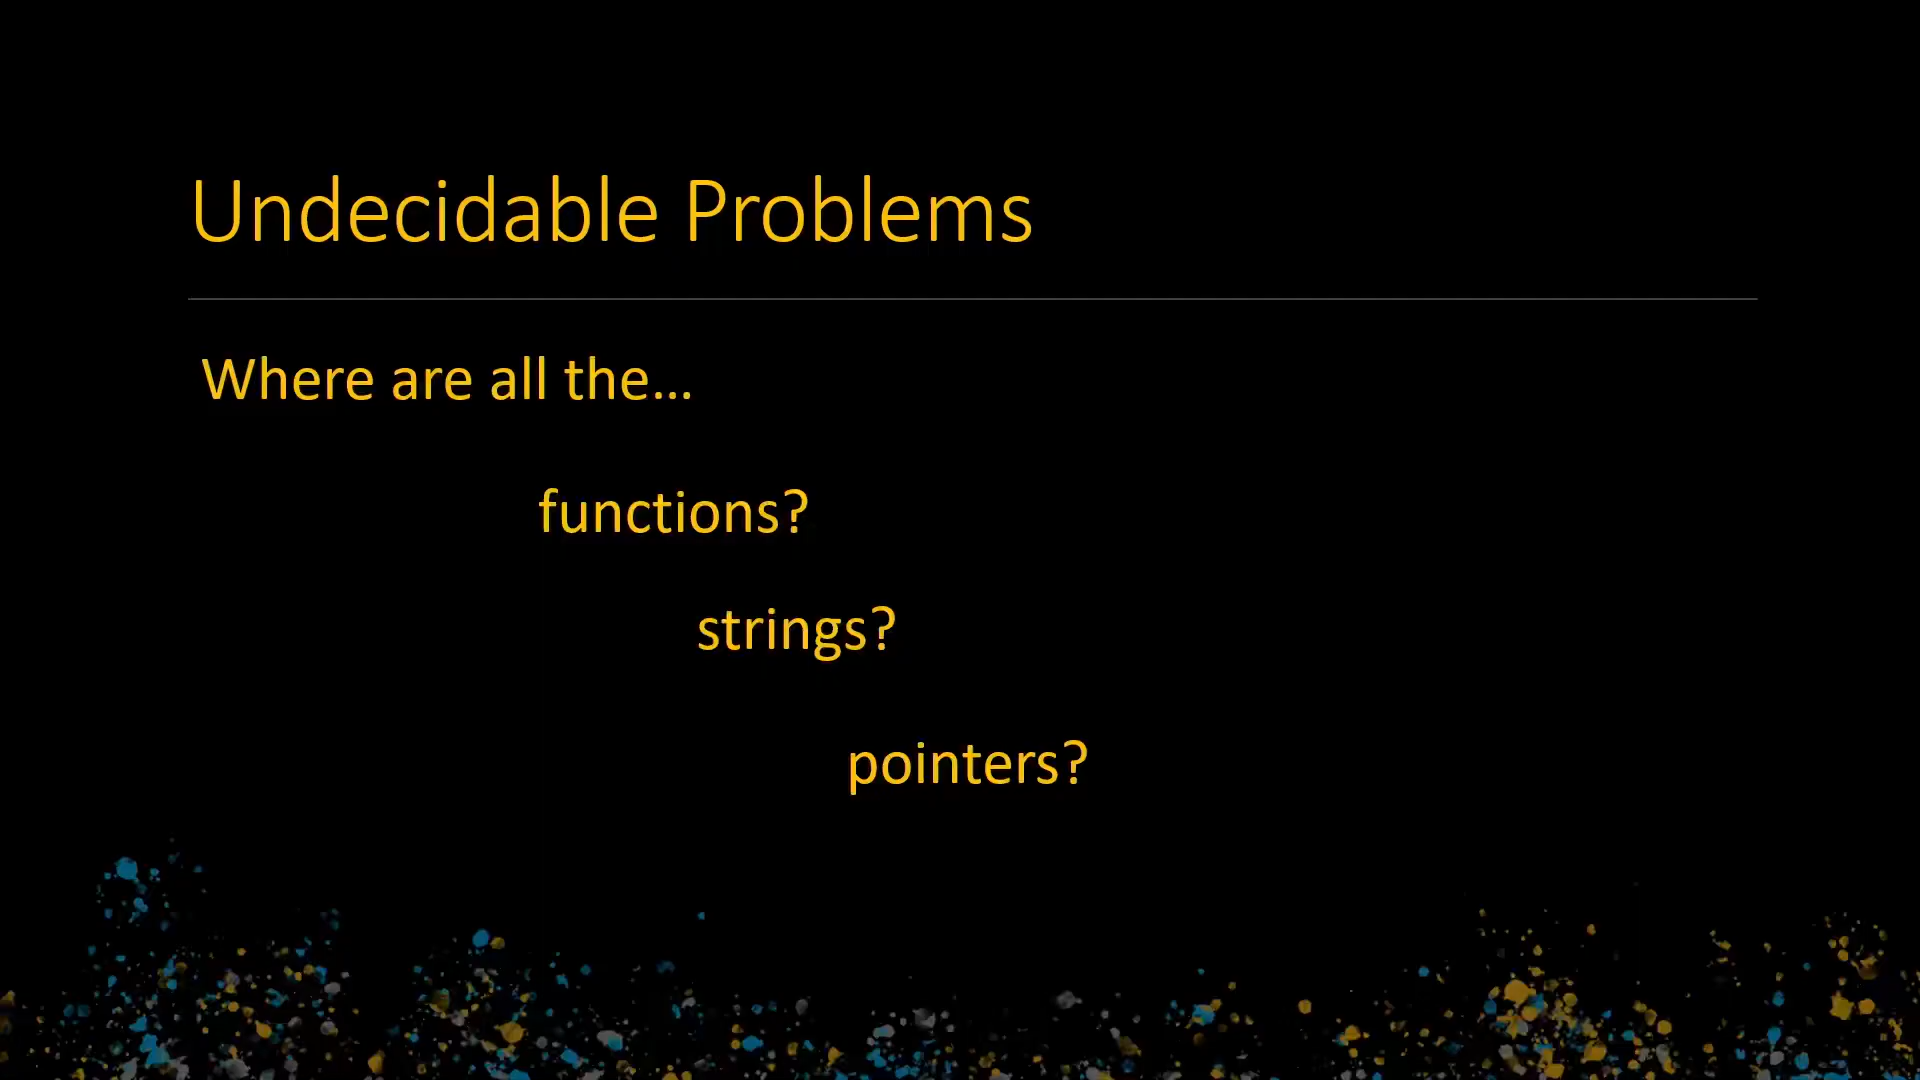 Undecidable Problems
Where are all the...
functions?
strings?
pointers?